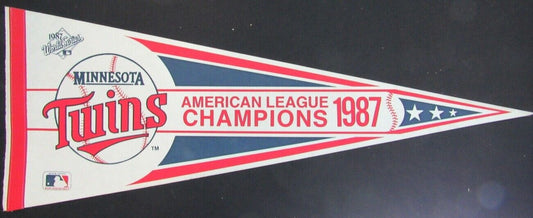 1987
World Series
MINNESOTA
Twins
TM
AMERICAN LEAGUE
CHAMPIONS 1987